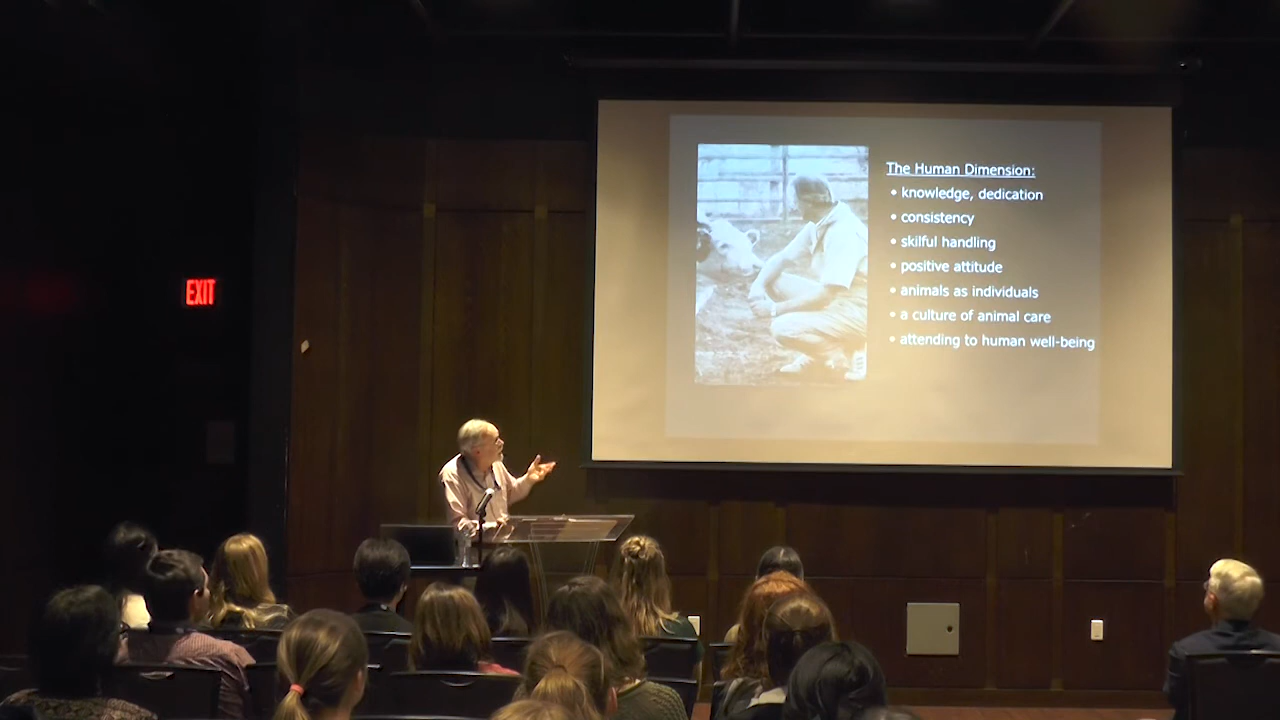 EXIT
The Human Dimension:
• knowledge, dedication
• consistency
• skilful handling
• positive attitude
• animals as individuals
• a culture of animal care
• attending to human well-being